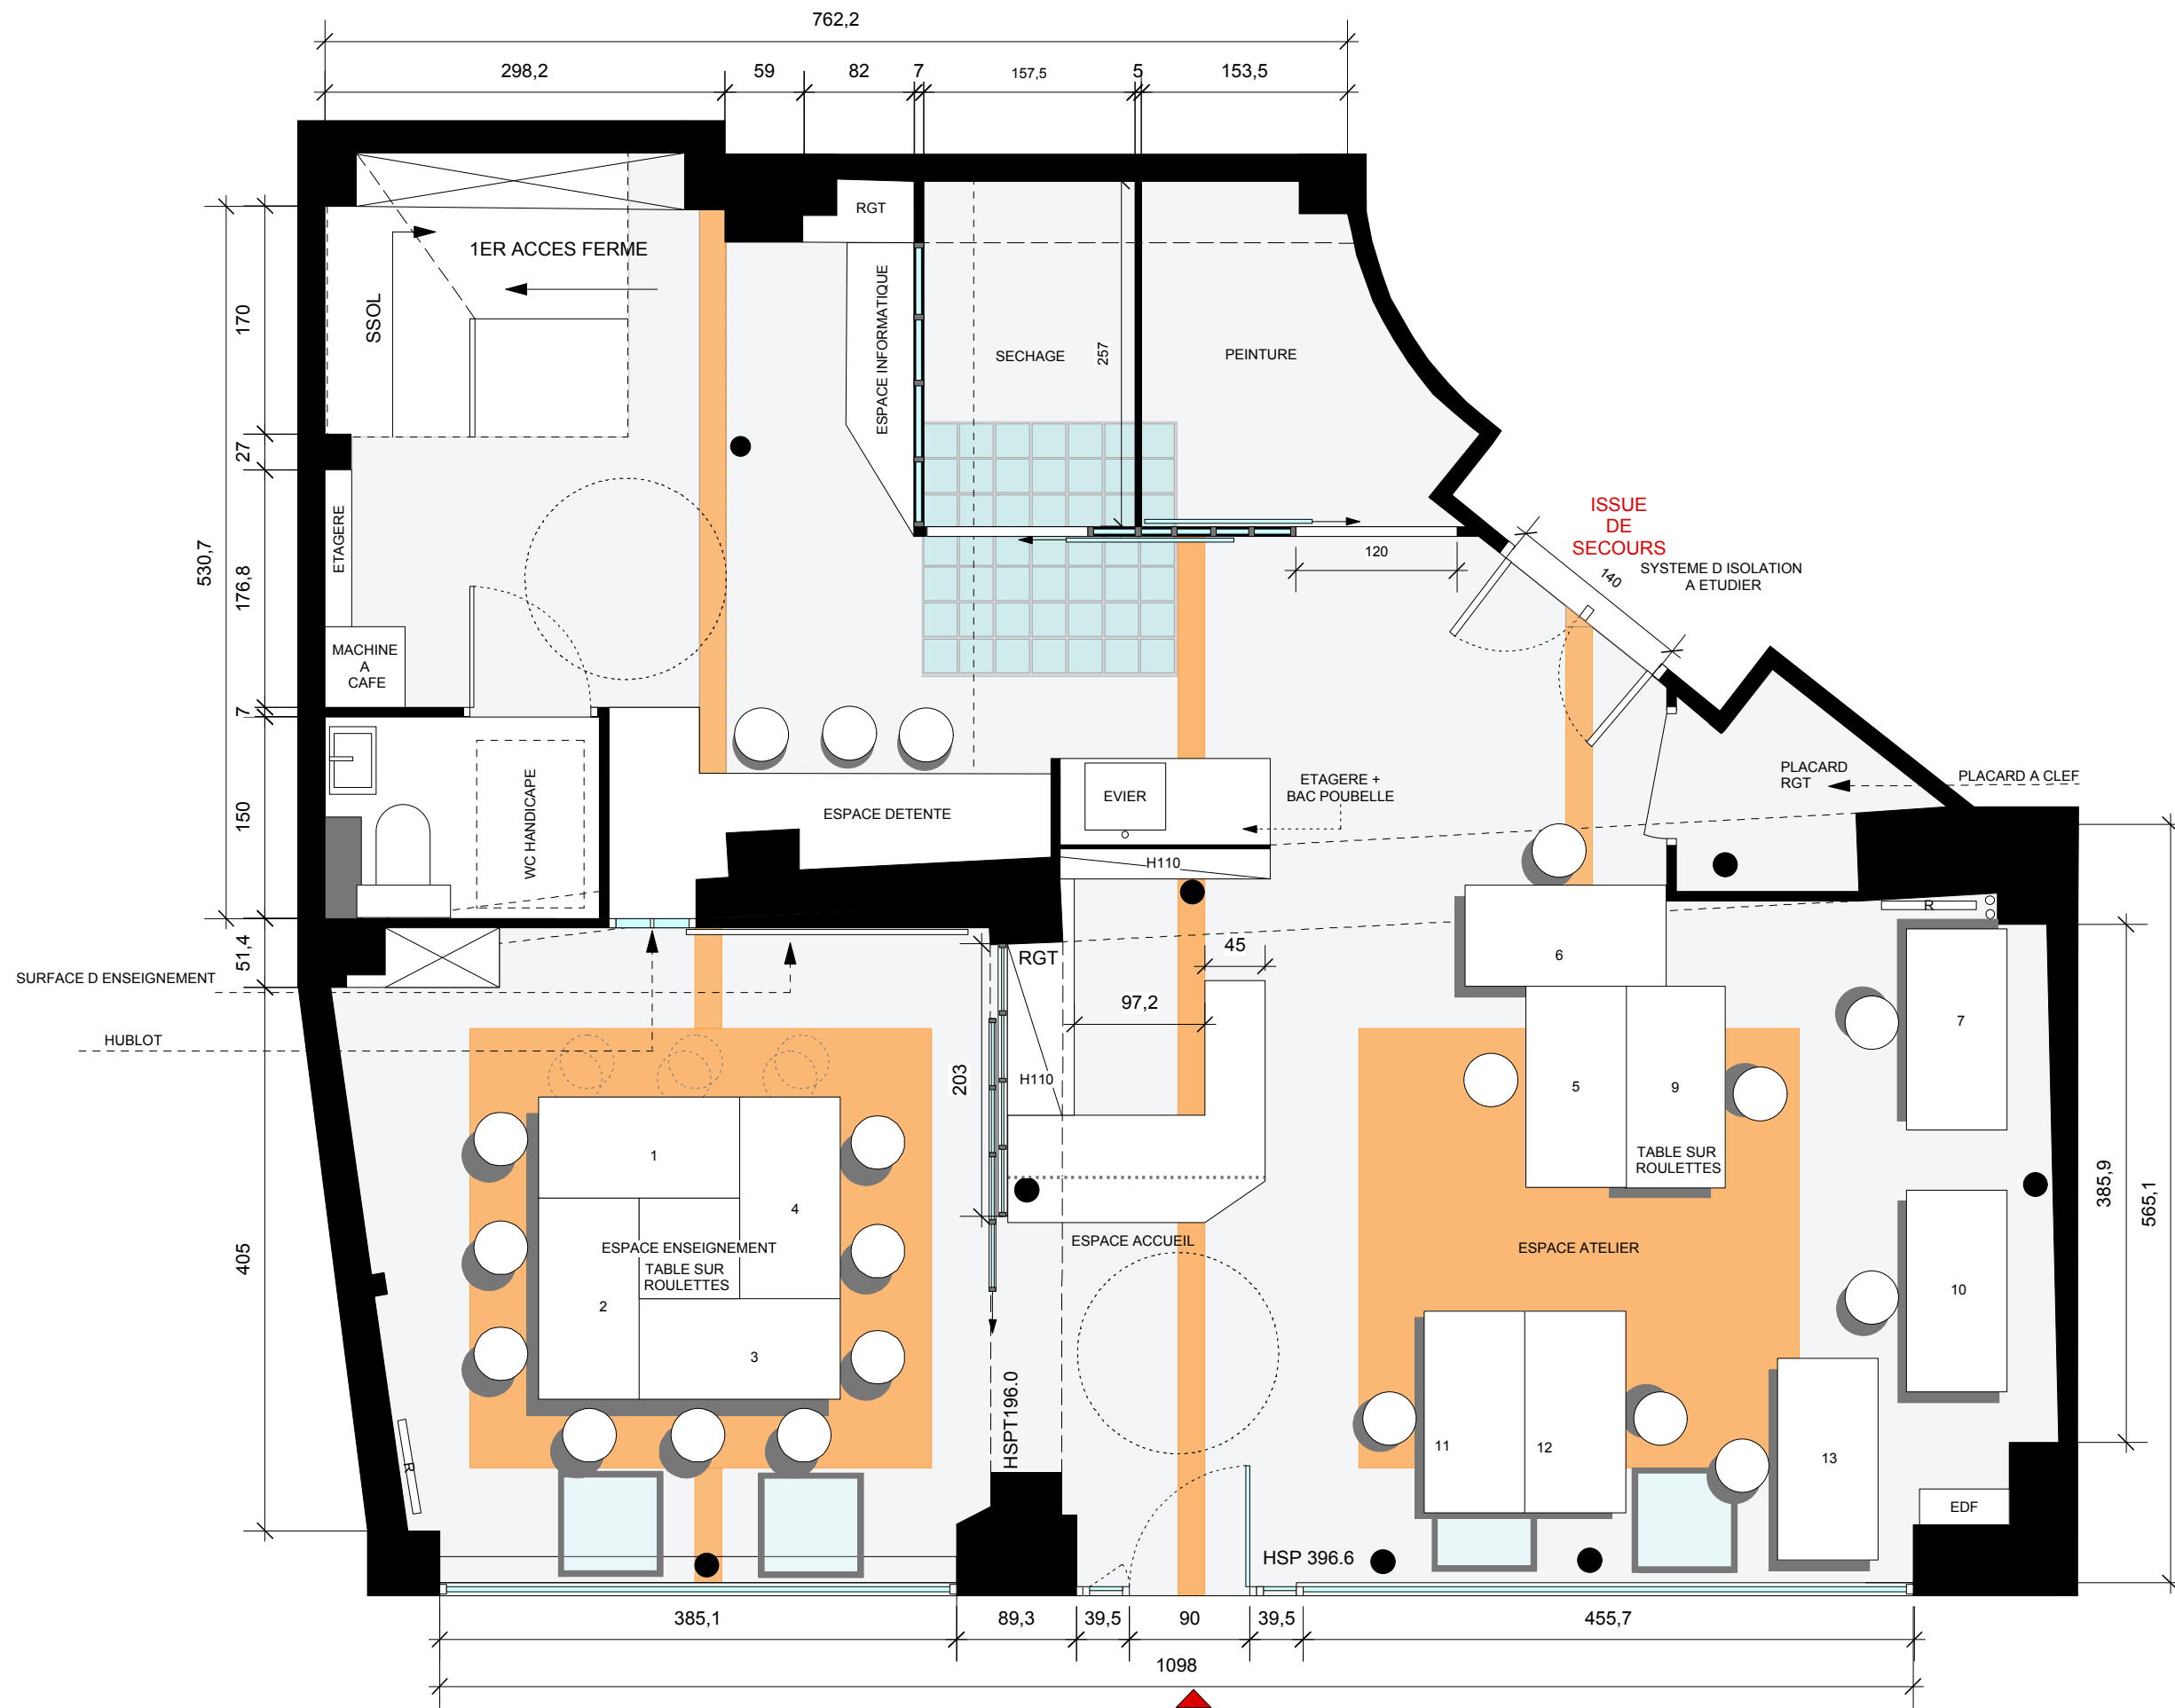 762,2
298,2
59
82
7
157,5
5
153,5
RGT
1ER ACCES FERME
SSOL
ESPACE INFORMATIQUE
SECHAGE
257
PEINTURE
170
27
530,7
176,8
7
150
51,4
405
ETAGERE
MACHINE
A
CAFE
ISSUE
DE
SECOURS
140
SYSTEME D ISOLATION
A ETUDIER
120
WC HANDICAPE
ESPACE DETENTE
EVIER
ETAGERE +
BAC POUBELLE
PLACARD
RGT
PLACARD A CLEF
H110
R
SURFACE D ENSEIGNEMENT
HUBLOT
RGT
45
97,2
203
H110
6
7
5
9
TABLE SUR
ROULETTES
385,9
565,1
1
4
ESPACE ENSEIGNEMENT
TABLE SUR
ROULETTES
2
3
ESPACE ACCUEIL
ESPACE ATELIER
10
HSPT196.0
11
12
13
R
EDF
HSP 396.6
385,1
89,3
39,5
90
39,5
455,7
1098